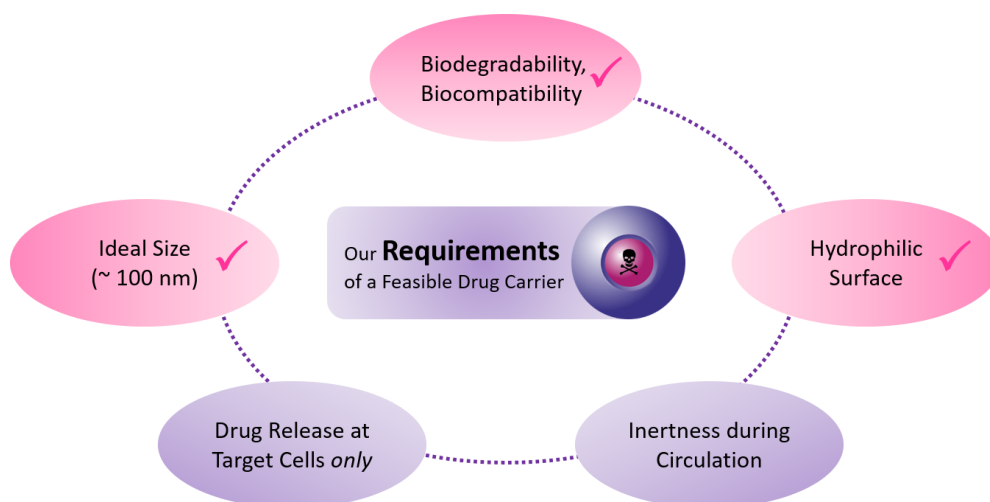 Biodegradability,
Biocompatibility
Ideal Size
(~ 100 nm)
Our Requirements
of a Feasible Drug Carrier
Hydrophilic
Surface
Drug Release at
Target Cells only
Inertness during
Circulation